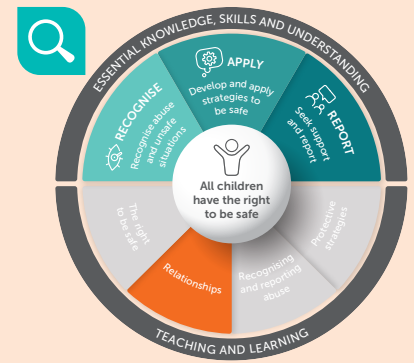 ESSENTIAL KNOWLEDGE, SKILLS AND UNDERSTANDING
RECOGNISE
Recognise abuse
and unsafe
situations
APPLY
Develop and apply
strategies to
be safe
REPORT
Seek support
and report
All children
have the right
to be safe
The right
to be safe
Relationships
Recognising
and reporting
abuse
Protective
strategies
TEACHING AND LEARNING